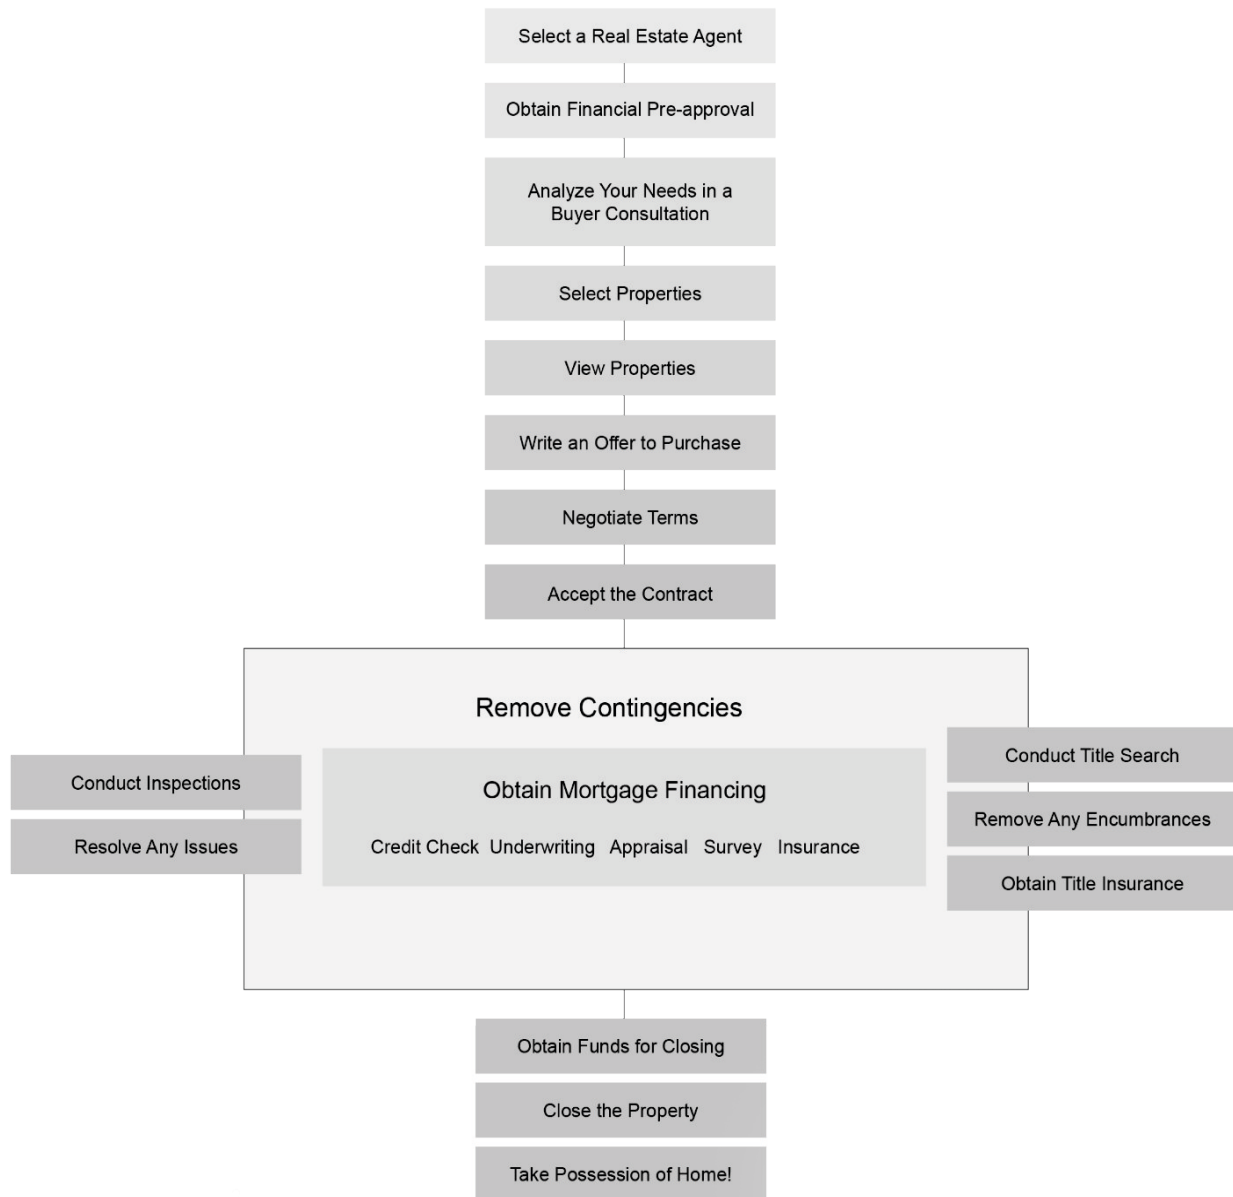 Select a Real Estate Agent
Obtain Financial Pre-approval
Analyze Your Needs in a
Buyer Consultation
Select Properties
View Properties
Write an Offer to Purchase
Negotiate Terms
Accept the Contract
Remove Contingencies
Conduct Inspections
Resolve Any Issues
Obtain Mortgage Financing
Credit Check Underwriting Appraisal Survey Insurance
Conduct Title Search
Remove Any Encumbrances
Obtain Title Insurance
Obtain Funds for Closing
Close the Property
Take Possession of Home!